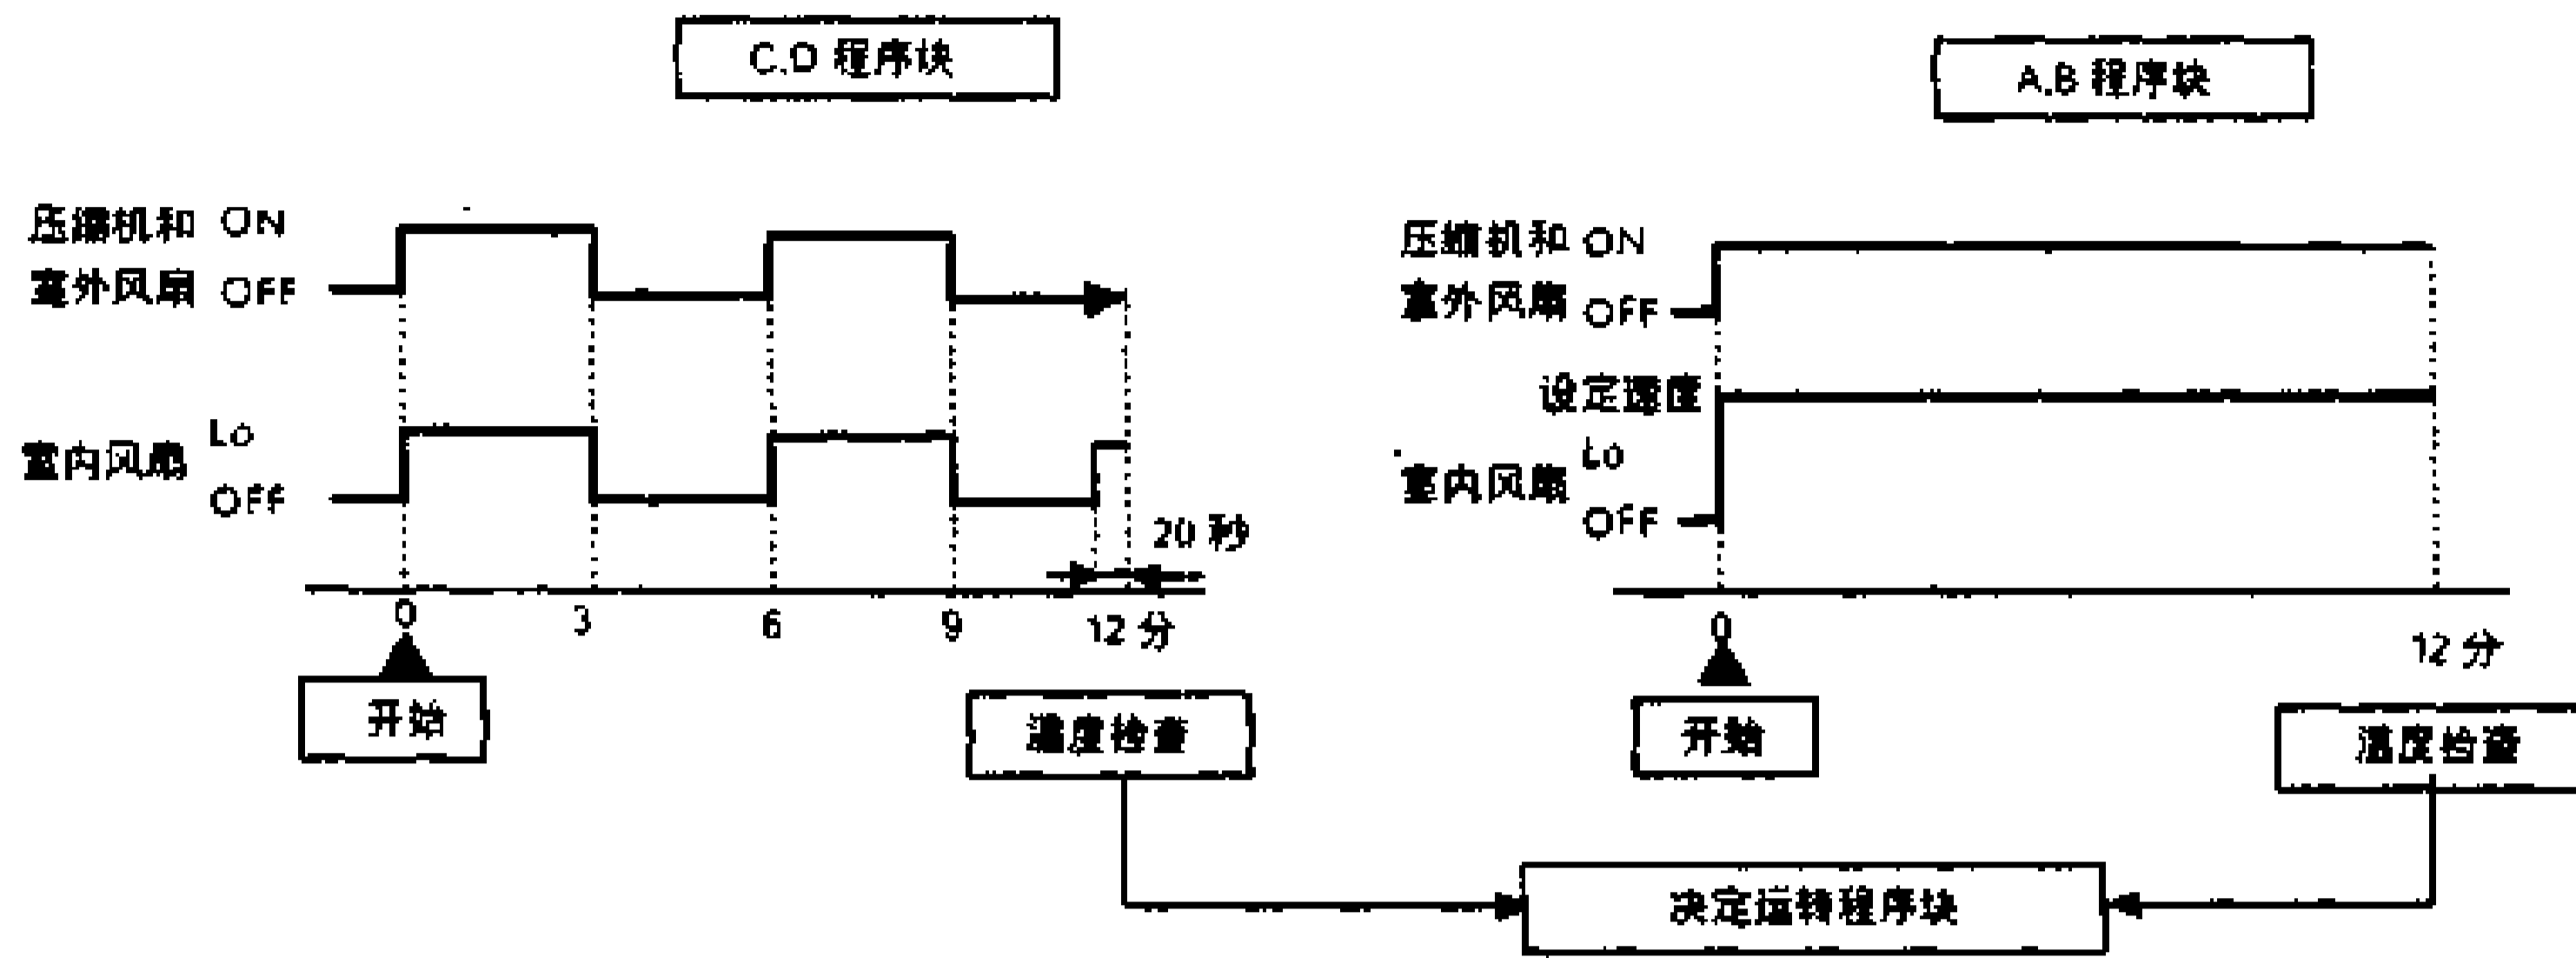 C.D 程序块
A.B 程序块
压缩机和 ON
室外风扇 OFF
室内风扇 Lo
OFF
20 秒
0 3 6 9 12 分
开始
温度检查
压缩机和 ON
室外风扇 OFF
设定速度
室内风扇 Lo
OFF
0 12 分
开始
温度检查
决定运转程序块